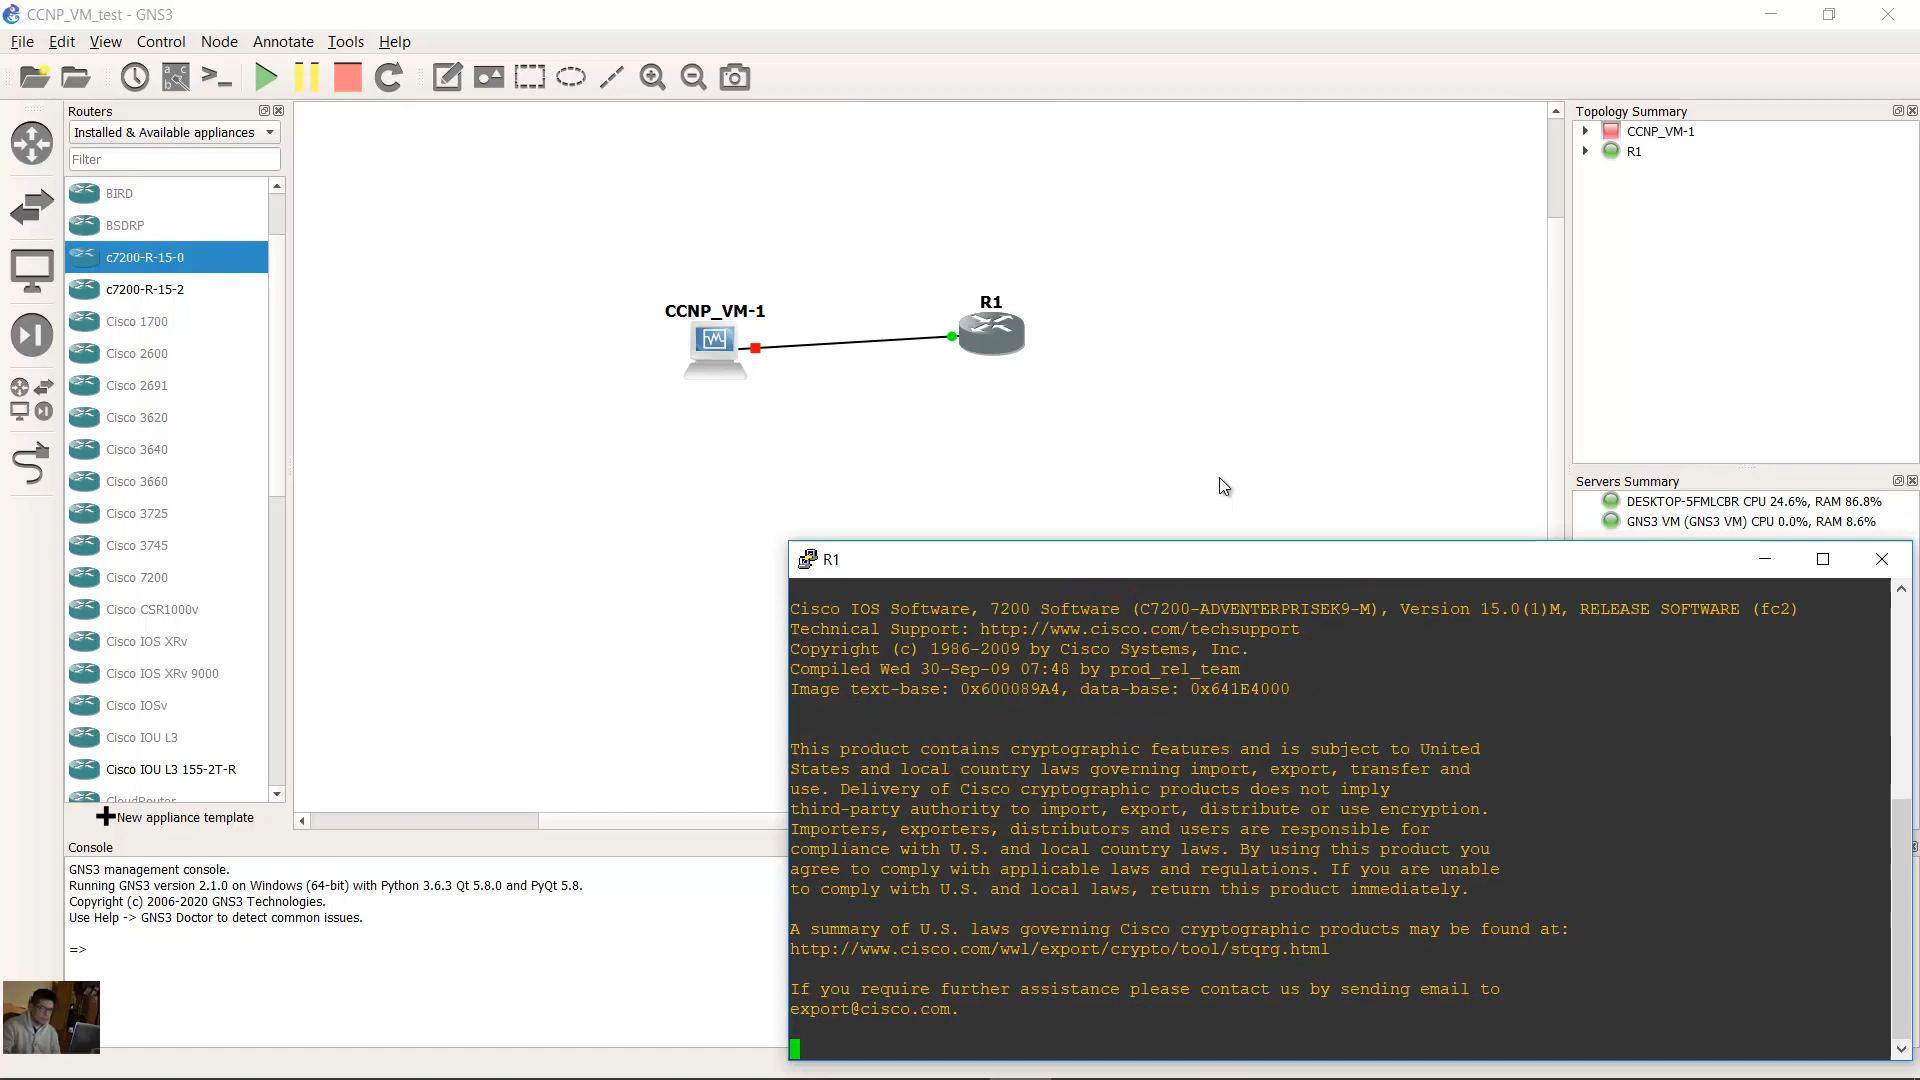 CCNP_VM_test - GNS3
File Edit View Control Node Annotate Tools Help
Routers
Installed & Available appliances
Filter
BIRD
BSDRP
c7200-R-15-0
c7200-R-15-2
Cisco 1700
Cisco 2600
Cisco 2691
Cisco 3620
Cisco 3640
Cisco 3660
Cisco 3725
Cisco 3745
Cisco 7200
Cisco CSR1000v
Cisco IOS XRv
Cisco IOS XRv 9000
Cisco IOSv
Cisco IOU L3
Cisco IOU L3 155-2T-R
CloudRouter
New appliance template
CCNP_VM-1
R1
Topology Summary
CCNP_VM-1
R1
Servers Summary
DESKTOP-5FMLCBR CPU 24.6%, RAM 86.8%
GNS3 VM (GNS3 VM) CPU 0.0%, RAM 8.6%
Console
GNS3 management console.
Running GNS3 version 2.1.0 on Windows (64-bit) with Python 3.6.3 Qt 5.8.0 and PyQt 5.8.
Copyright (c) 2006-2020 GNS3 Technologies.
Use Help -> GNS3 Doctor to detect common issues.
=>
R1
Cisco IOS Software, 7200 Software (C7200-ADVENTERPRISEK9-M), Version 15.0(1)M, RELEASE SOFTWARE (fc2)
Technical Support: http://www.cisco.com/techsupport
Copyright (c) 1986-2009 by Cisco Systems, Inc.
Compiled Wed 30-Sep-09 07:48 by prod_rel_team
Image text-base: 0x600089A4, data-base: 0x641E4000
This product contains cryptographic features and is subject to United
States and local country laws governing import, export, transfer and
use. Delivery of Cisco cryptographic products does not imply
third-party authority to import, export, distribute or use encryption.
Importers, exporters, distributors and users are responsible for
compliance with U.S. and local country laws. By using this product you
agree to comply with applicable laws and regulations. If you are unable
to comply with U.S. and local laws, return this product immediately.
A summary of U.S. laws governing Cisco cryptographic products may be found at:
http://www.cisco.com/wwl/export/crypto/tool/stqrg.html
If you require further assistance please contact us by sending email to
export@cisco.com.